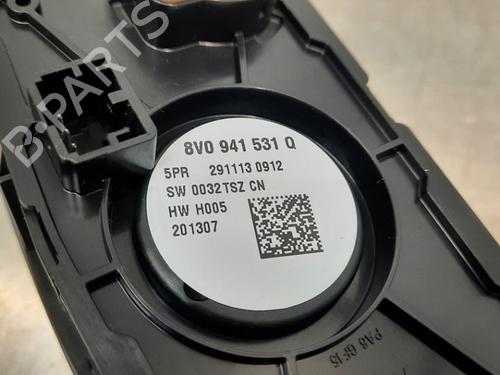 B-PARTS
8V0 941 531 Q
5PR 291113 0912
SW 0032TSZ CN
HW H005
201307
PA6 GF15